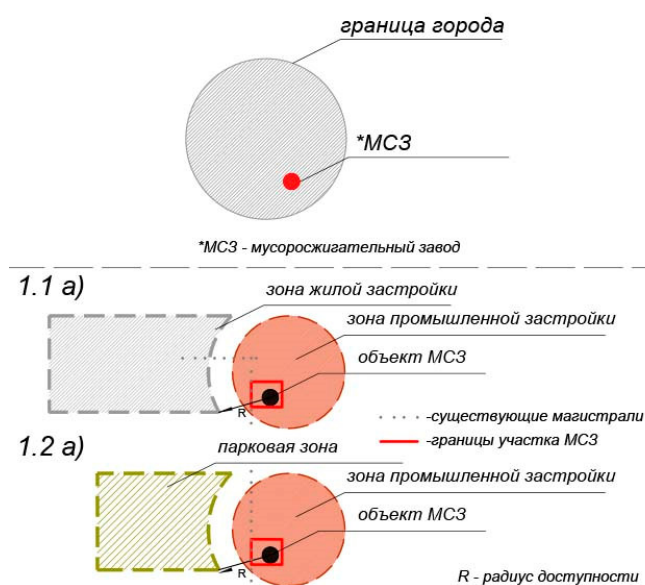 граница города
*МСЗ
*МСЗ - мусоросжигательный завод
1.1 а)
зона жилой застройки
зона промышленной застройки
объект МСЗ
R
-существующие магистрали
-границы участка МСЗ
1.2 а)
парковая зона
зона промышленной застройки
объект МСЗ
R
R - радиус доступности